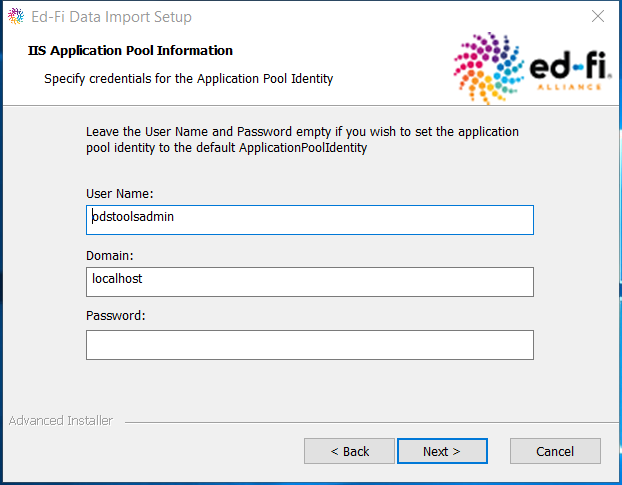 Ed-Fi Data Import Setup
IIS Application Pool Information
Specify credentials for the Application Pool Identity
ed-fi
ALLIANCE
Leave the User Name and Password empty if you wish to set the application
pool identity to the default ApplicationPoolIdentity
User Name:
odstoolsadmin
Domain:
localhost
Password:
Advanced Installer
< Back
Next >
Cancel